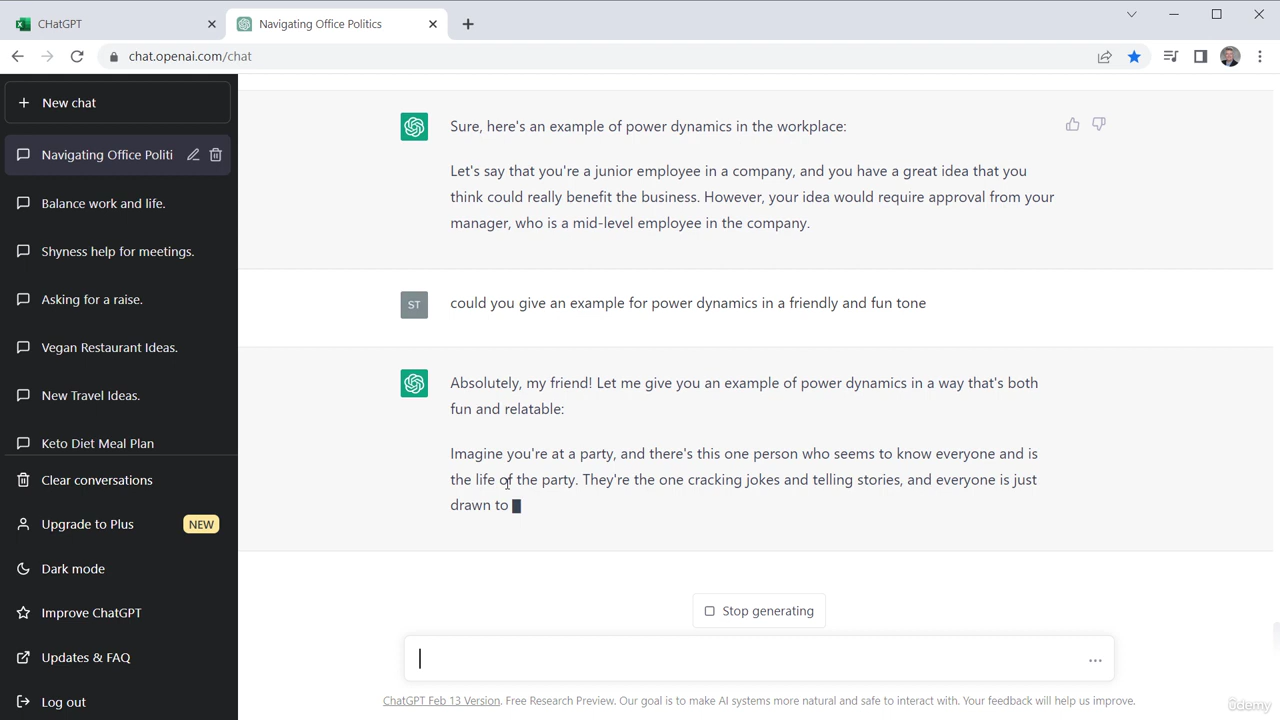 CHatGPT
Navigating Office Politics
chat.openai.com/chat
New chat
Navigating Office Politi
Balance work and life.
Shyness help for meetings.
Asking for a raise.
Vegan Restaurant Ideas.
New Travel Ideas.
Keto Diet Meal Plan
Clear conversations
Upgrade to Plus NEW
Dark mode
Improve ChatGPT
Updates & FAQ
Log out
Sure, here's an example of power dynamics in the workplace:
Let's say that you're a junior employee in a company, and you have a great idea that you
think could really benefit the business. However, your idea would require approval from your
manager, who is a mid-level employee in the company.
ST
could you give an example for power dynamics in a friendly and fun tone
Absolutely, my friend! Let me give you an example of power dynamics in a way that's both
fun and relatable:
Imagine you're at a party, and there's this one person who seems to know everyone and is
the life of the party. They're the one cracking jokes and telling stories, and everyone is just
drawn to
Stop generating
ChatGPT Feb 13 Version. Free Research Preview. Our goal is to make AI systems more natural and safe to interact with. Your feedback will help us improve.
ûdemy